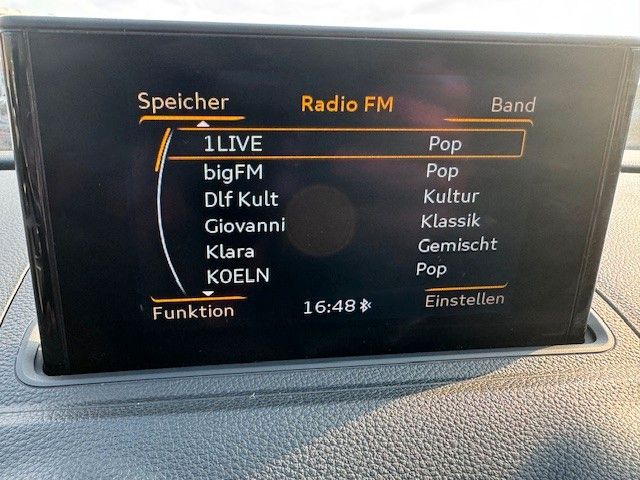 Speicher Radio FM Band
1LIVE Pop
bigFM Pop
Dlf Kult Kultur
Giovanni Klassik
Klara Gemischt
KOELN Pop
Funktion 16:48 Einstellen